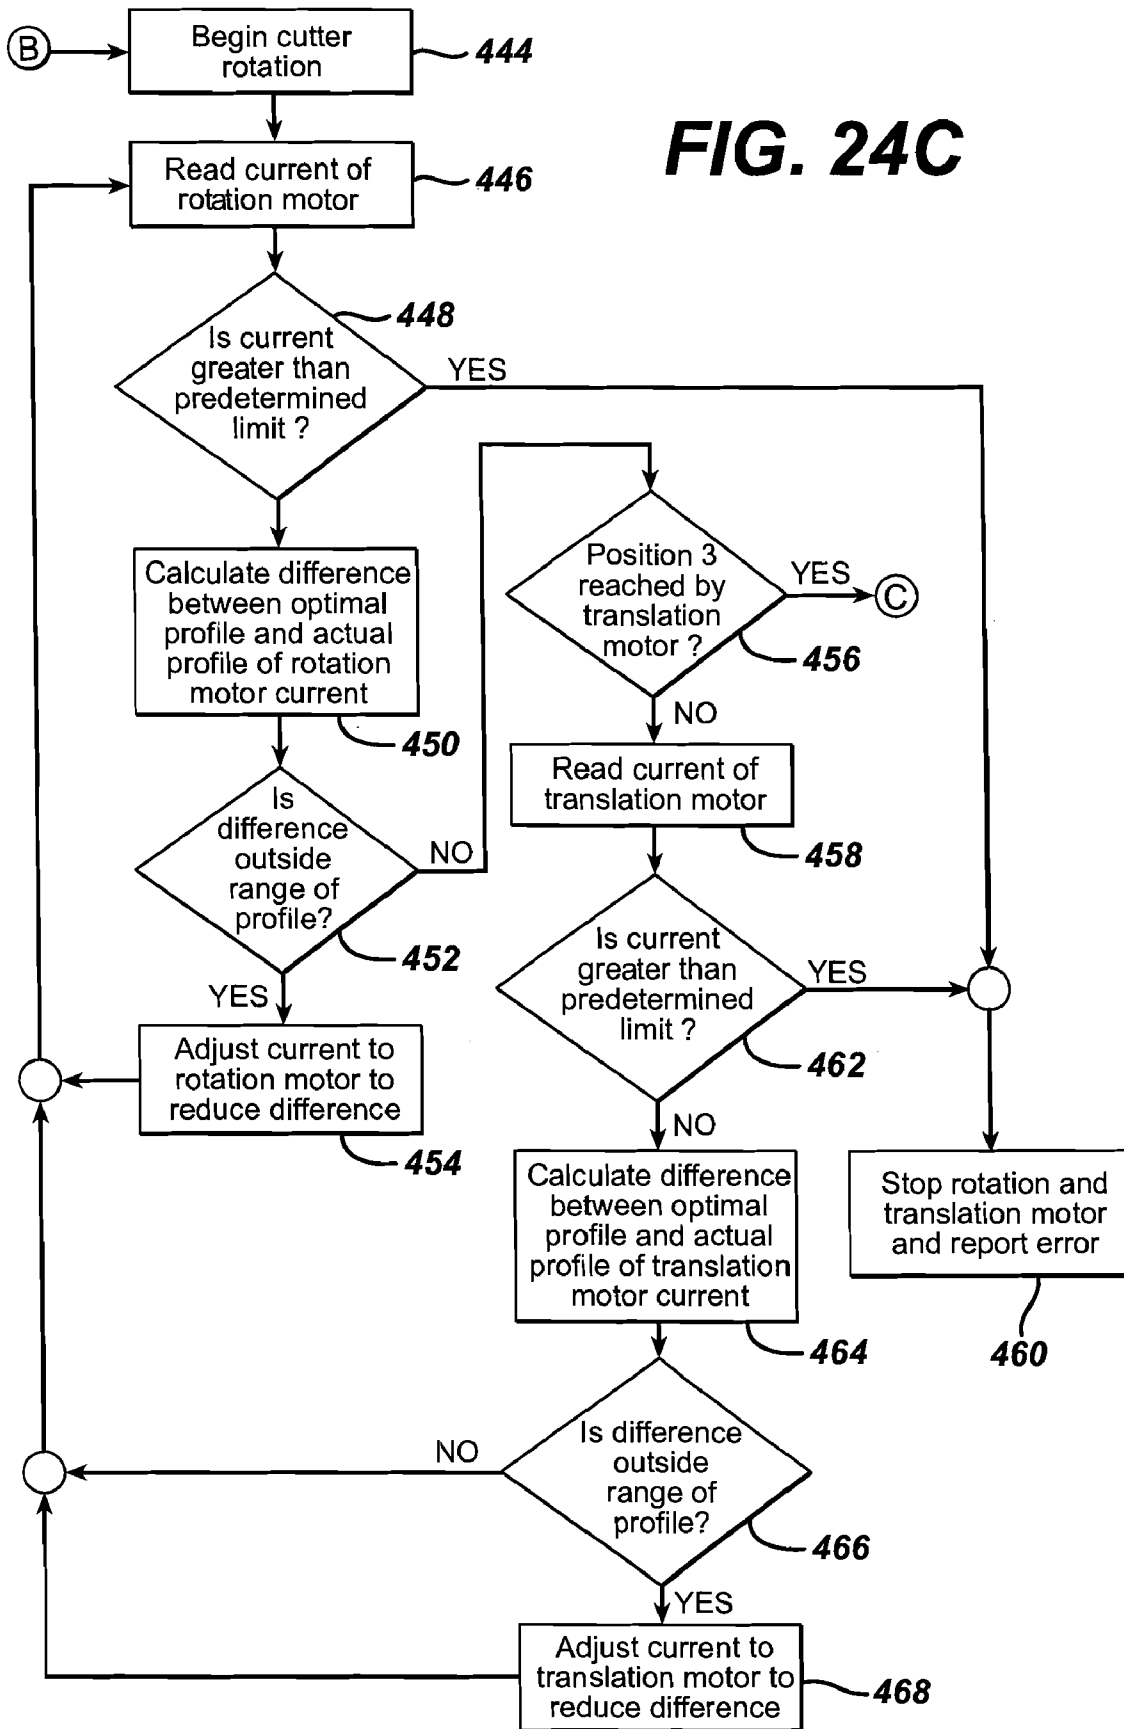 B
Begin cutter
rotation
444
FIG. 24C
Read current of
rotation motor
446
Is current
greater than
predetermined
limit ?
448
YES
Calculate difference
between optimal
profile and actual
profile of rotation
motor current
450
Is
difference
outside
range of
profile?
452
NO
YES
Adjust current to
rotation motor to
reduce difference
454
Position 3
reached by
translation
motor ?
456
YES
C
NO
Read current of
translation motor
458
Is current
greater than
predetermined
limit ?
462
YES
NO
Stop rotation and
translation motor
and report error
460
Calculate difference
between optimal
profile and actual
profile of translation
motor current
464
Is difference
outside
range of
profile?
466
NO
YES
Adjust current to
translation motor to
reduce difference
468